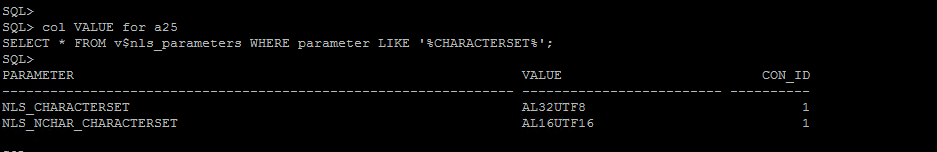 SQL>
SQL> col VALUE for a25
SELECT * FROM v$nls_parameters WHERE parameter LIKE '%CHARACTERSET%';
SQL>
PARAMETER VALUE CON_ID
---------------------------------------------------------------- ------------------------- ----------
NLS_CHARACTERSET AL32UTF8 1
NLS_NCHAR_CHARACTERSET AL16UTF16 1